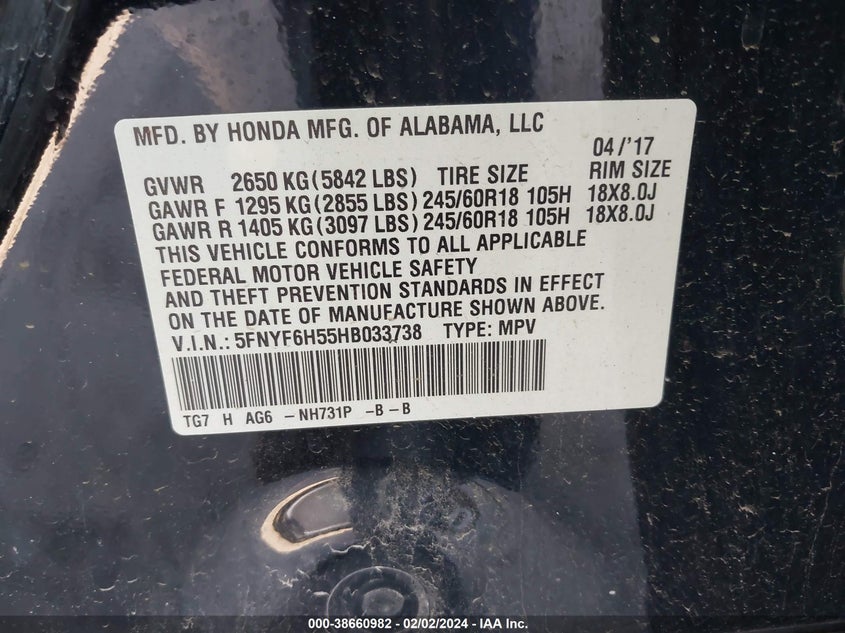 MFD. BY HONDA MFG. OF ALABAMA, LLC 04/'17
GVWR 2650 KG (5842 LBS) TIRE SIZE RIM SIZE
GAWR F 1295 KG (2855 LBS) 245/60R18 105H 18X8.0J
GAWR R 1405 KG (3097 LBS) 245/60R18 105H 18X8.0J
THIS VEHICLE CONFORMS TO ALL APPLICABLE
FEDERAL MOTOR VEHICLE SAFETY
AND THEFT PREVENTION STANDARDS IN EFFECT
ON THE DATE OF MANUFACTURE SHOWN ABOVE.
V.I.N.: 5FNYF6H55HB033738 TYPE: MPV
TG7 H AG6 -NH731P -B-B
000-38660982 - 02/02/2024 - IAA Inc.